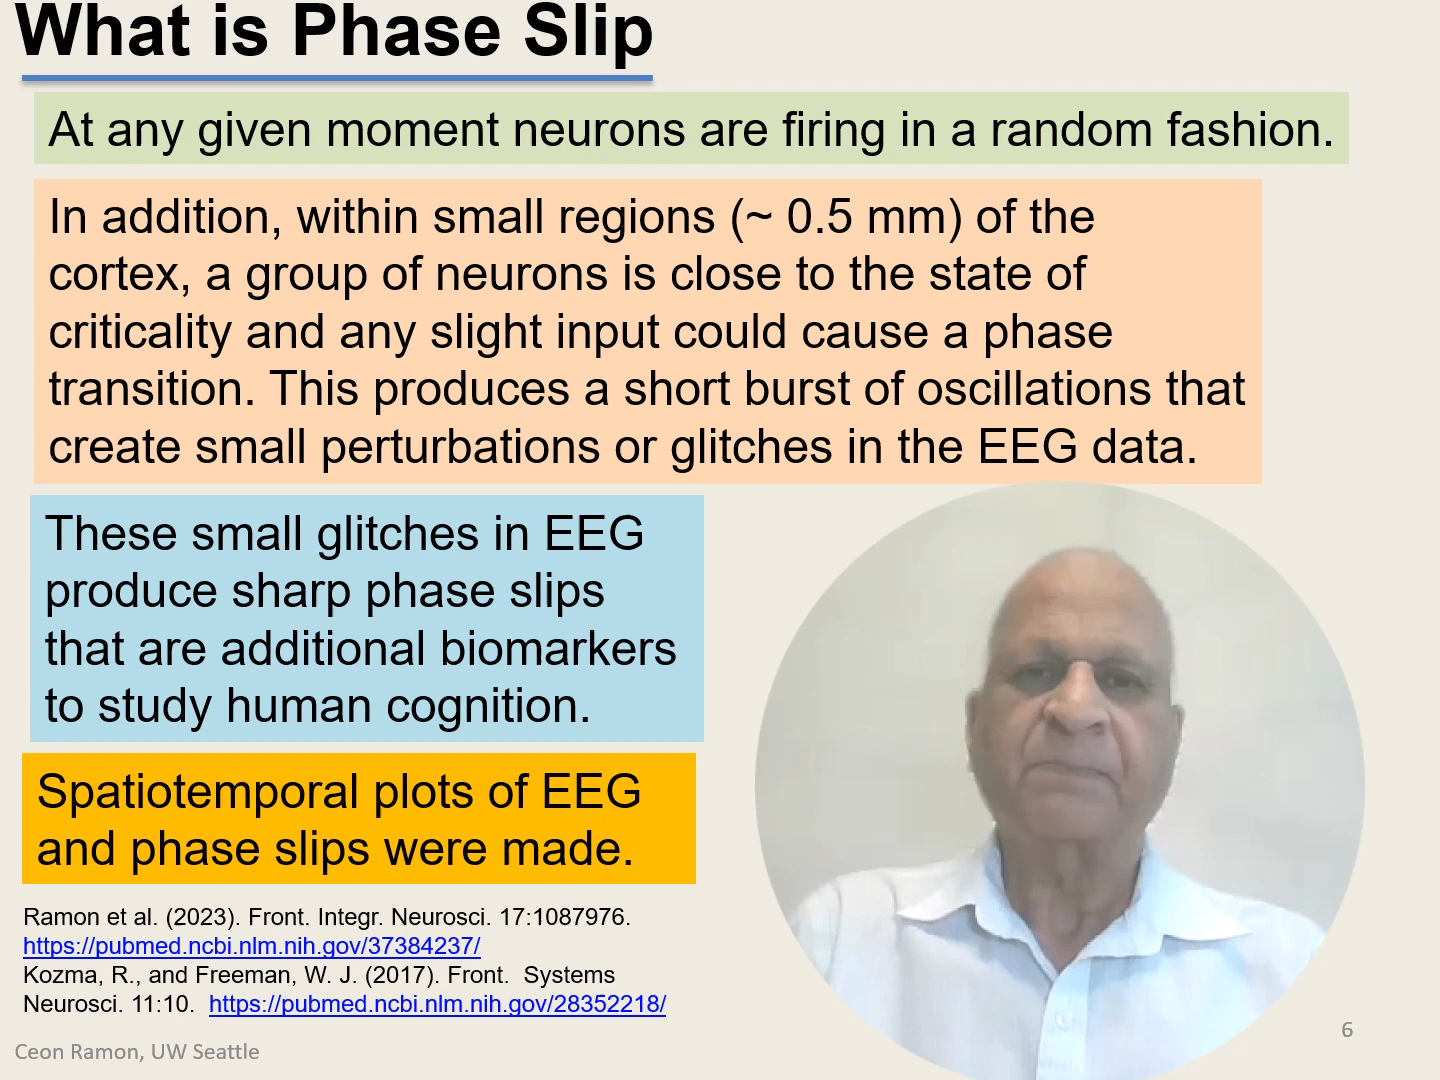 What is Phase Slip
At any given moment neurons are firing in a random fashion.
In addition, within small regions (~ 0.5 mm) of the
cortex, a group of neurons is close to the state of
criticality and any slight input could cause a phase
transition. This produces a short burst of oscillations that
create small perturbations or glitches in the EEG data.
These small glitches in EEG
produce sharp phase slips
that are additional biomarkers
to study human cognition.
Spatiotemporal plots of EEG
and phase slips were made.
Ramon et al. (2023). Front. Integr. Neurosci. 17:1087976.
https://pubmed.ncbi.nlm.nih.gov/37384237/
Kozma, R., and Freeman, W. J. (2017). Front.  Systems
Neurosci. 11:10.  https://pubmed.ncbi.nlm.nih.gov/28352218/
Ceon Ramon, UW Seattle
6